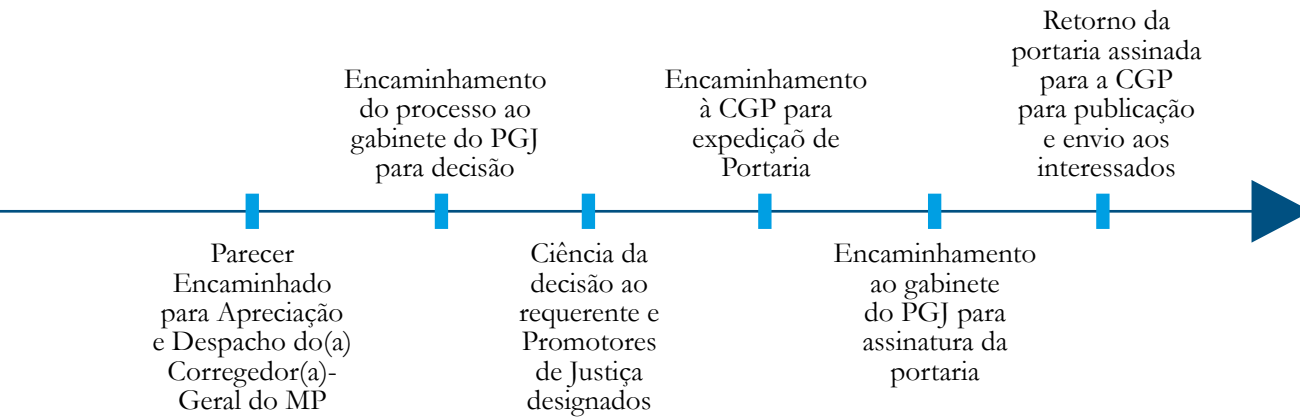 Parecer
Encaminhado
para Apreciação
e Despacho do(a)
Corregedor(a)-
Geral do MP
Encaminhamento
do processo ao
gabinete do PGJ
para decisão
Ciência da
decisão ao
requerente e
Promotores
de Justiça
designados
Encaminhamento
à CGP para
expediçaõ de
Portaria
Encaminhamento
ao gabinete
do PGJ para
assinatura da
portaria
Retorno da
portaria assinada
para a CGP
para publicação
e envio aos
interessados